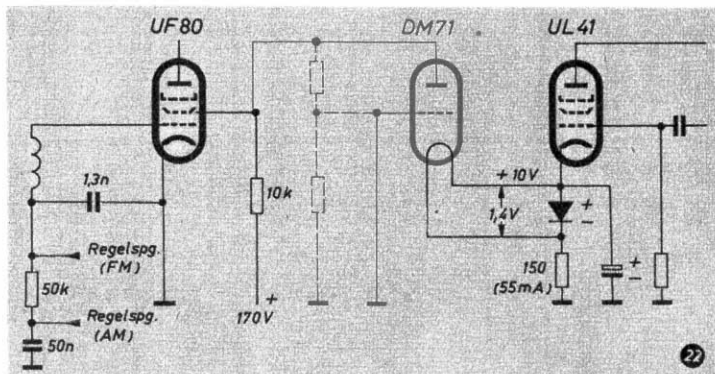 UF80
DM71
UL41
1,3n
10k
+10V
1,4V
+
−
Regelspg.
(FM)
50k
150
(55mA)
+
−
+
170V
Regelspg.
(AM)
50n
22